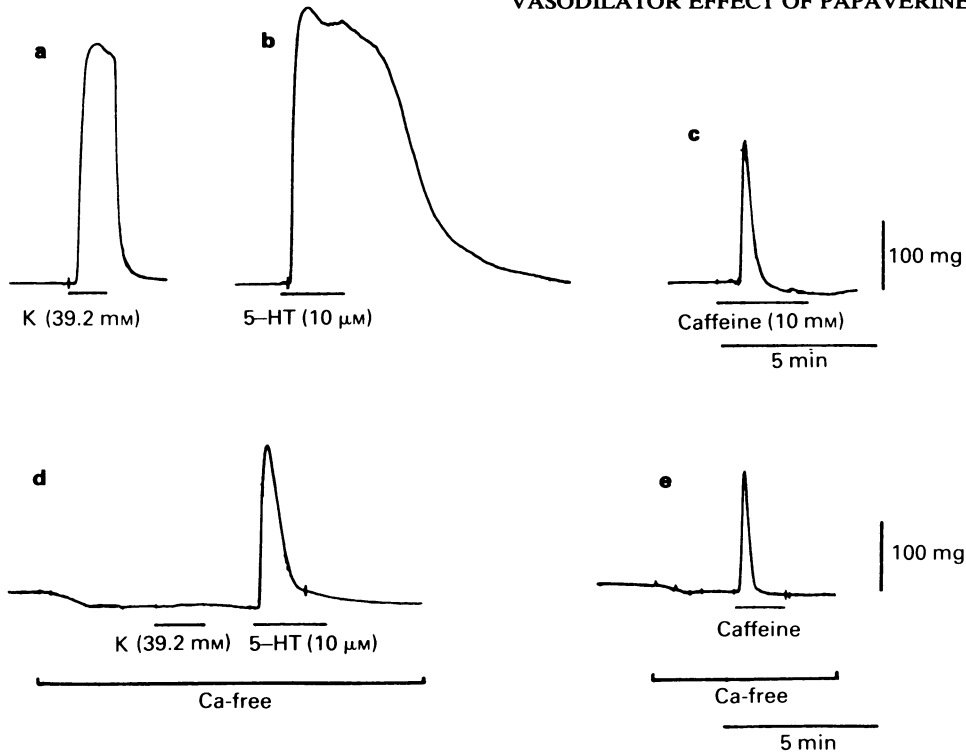 VASODILATOR EFFECT OF PAPAVERINE
a
b
c
K (39.2 mM)
5–HT (10 μM)
100 mg
Caffeine (10 mM)
5 min
d
e
100 mg
K (39.2 mM) 5–HT (10 μM)
Caffeine
Ca-free
Ca-free
5 min